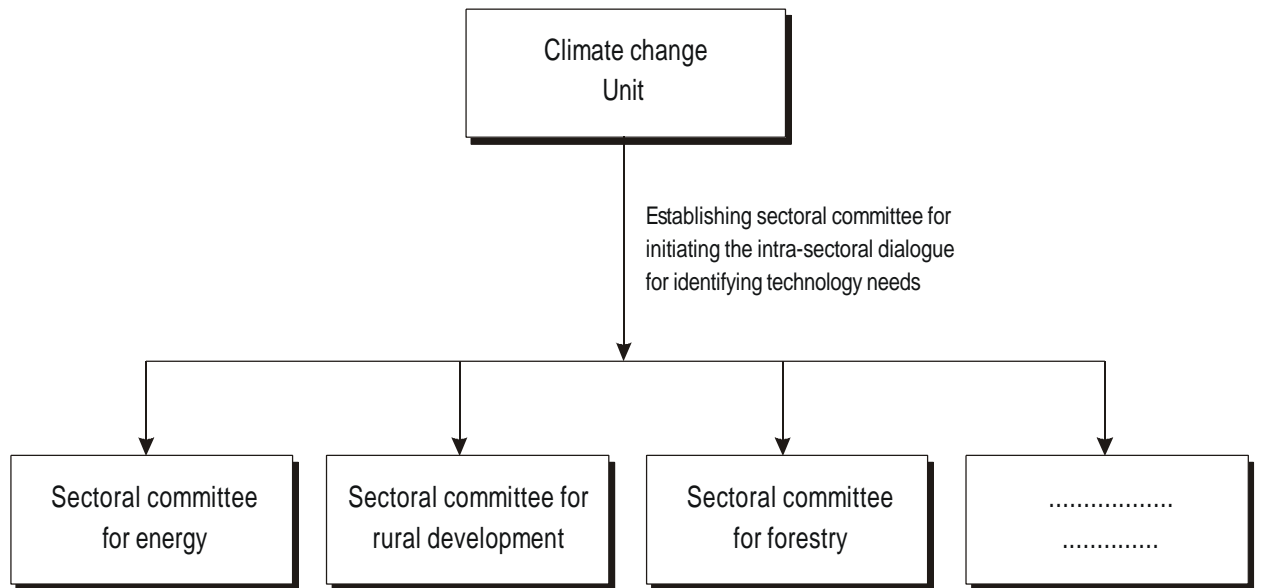 Climate change
Unit
Establishing sectoral committee for
initiating the intra-sectoral dialogue
for identifying technology needs
Sectoral committee
for energy
Sectoral committee for
rural development
Sectoral committee
for forestry
..................
..............